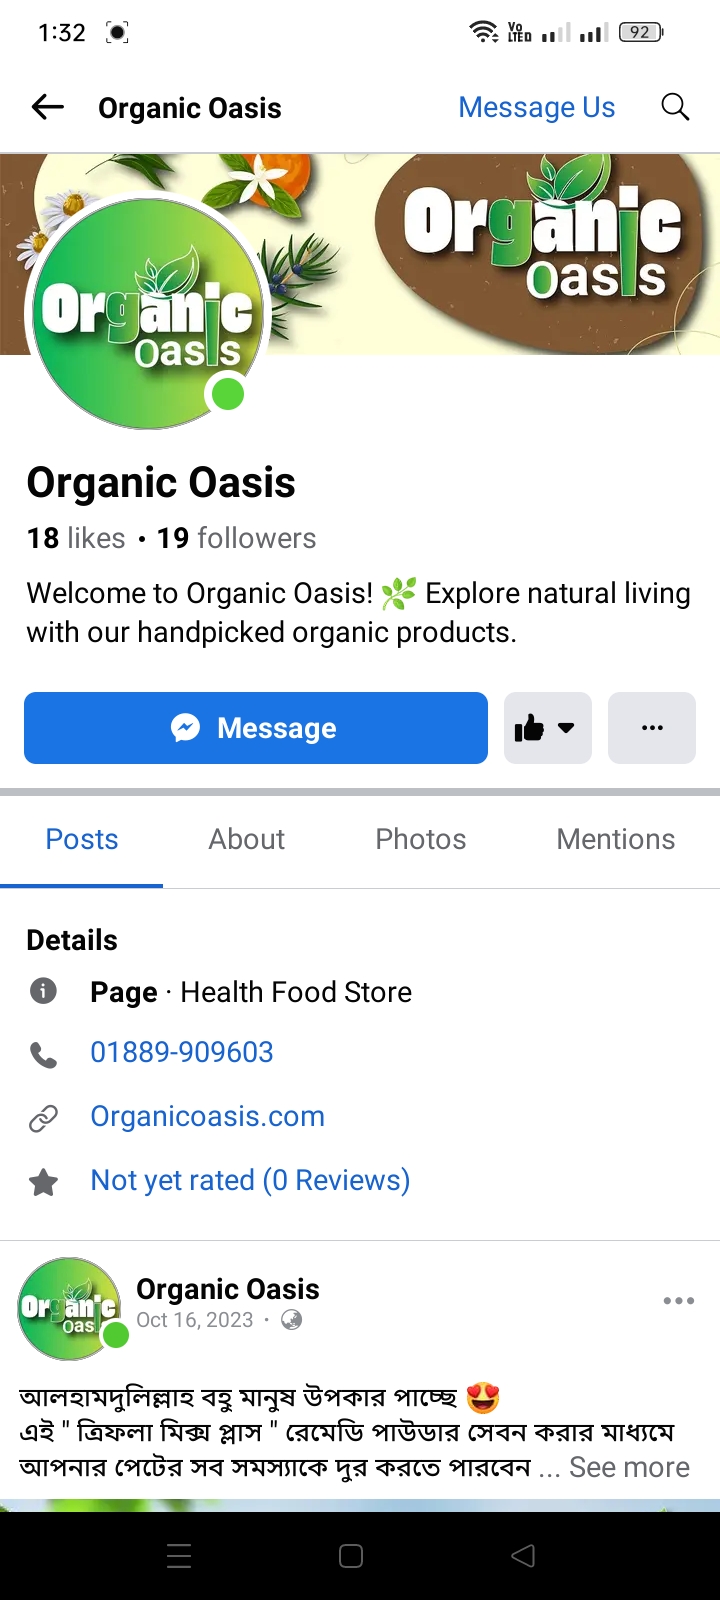 1:32
Vo
LTED
92
Organic Oasis
Message Us
Organic
Oasis
Organic
Oasis
Organic Oasis
18 likes • 19 followers
Welcome to Organic Oasis! 🌿 Explore natural living
with our handpicked organic products.
Message
Posts
About
Photos
Mentions
Details
Page · Health Food Store
01889-909603
Organicoasis.com
Not yet rated (0 Reviews)
Organic
Oasis
Organic Oasis
Oct 16, 2023 ·
আলহামদুলিল্লাহ বহু মানুষ উপকার পাচ্ছে 😍
এই " ত্রিফলা মিক্স প্লাস " রেমেডি পাউডার সেবন করার মাধ্যমে
আপনার পেটের সব সমস্যাকে দুর করতে পারবেন ... See more